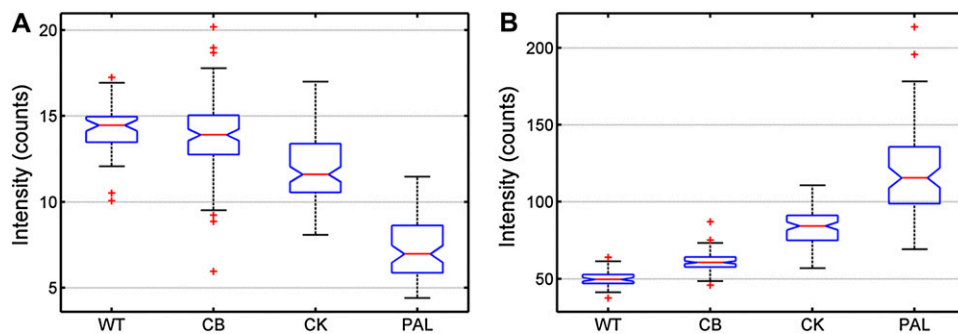 A
Intensity (counts)
20
15
10
5
WT CB CK PAL
B
Intensity (counts)
200
150
100
50
WT CB CK PAL